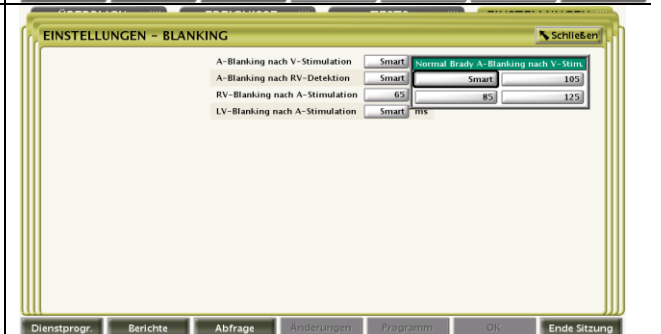 EINSTELLUNGEN - BLANKING
Schließen
A-Blanking nach V-Stimulation Smart
Normal Brady A-Blanking nach V-Stim.
A-Blanking nach RV-Detektion Smart
Smart 105
RV-Blanking nach A-Stimulation 65
85 125
LV-Blanking nach A-Stimulation Smart ms
Dienstprogr. Berichte Abfrage Änderungen Programm OK Ende Sitzung